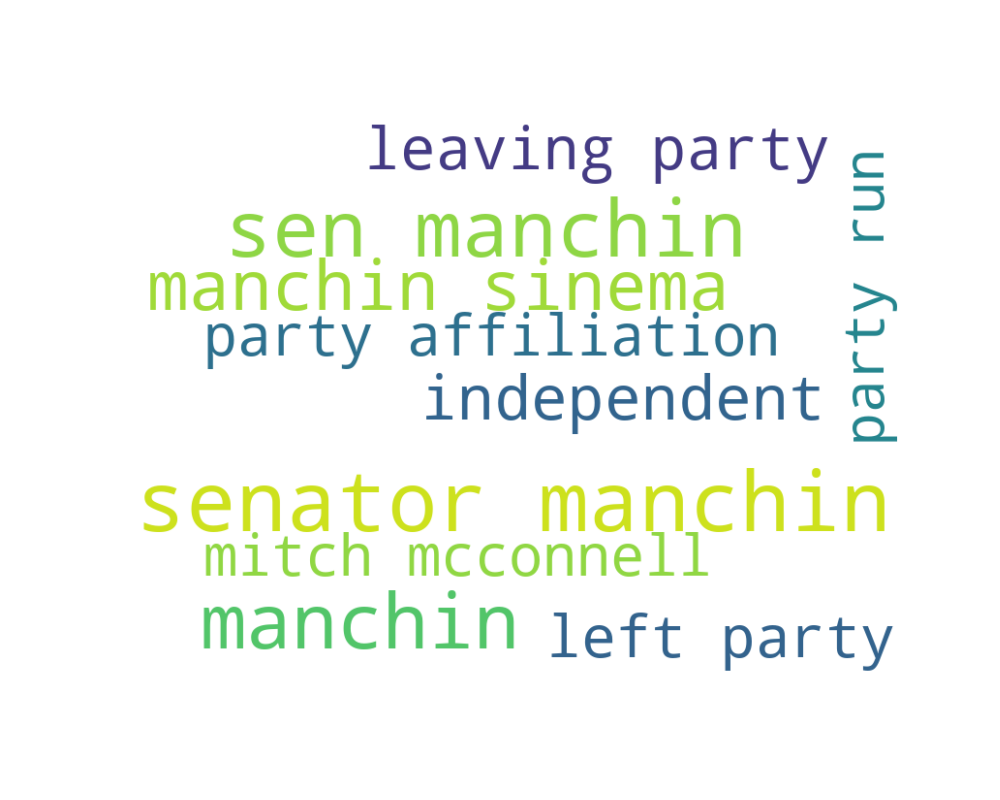 leaving party
party run
sen manchin
manchin sinema
party affiliation
independent
senator manchin
mitch mcconnell
manchin
left party